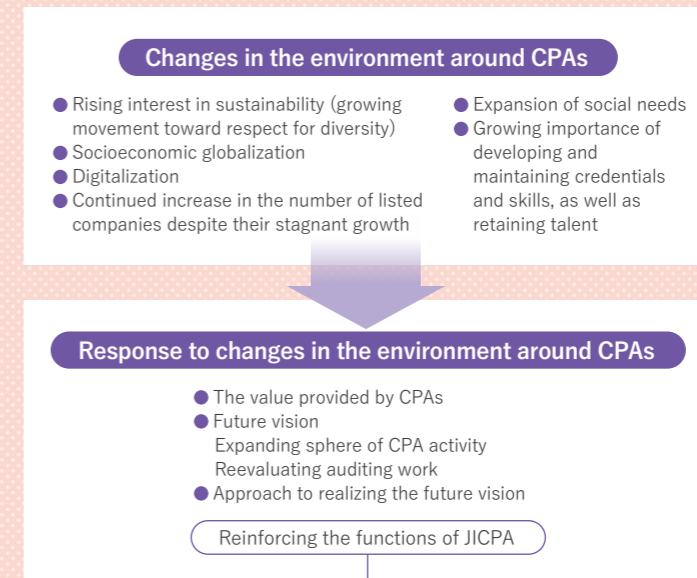 Changes in the environment around CPAs
● Rising interest in sustainability (growing
movement toward respect for diversity)
● Socioeconomic globalization
● Digitalization
● Continued increase in the number of listed
companies despite their stagnant growth
● Expansion of social needs
● Growing importance of
developing and
maintaining credentials
and skills, as well as
retaining talent
Response to changes in the environment around CPAs
● The value provided by CPAs
● Future vision
Expanding sphere of CPA activity
Reevaluating auditing work
● Approach to realizing the future vision
Reinforcing the functions of JICPA